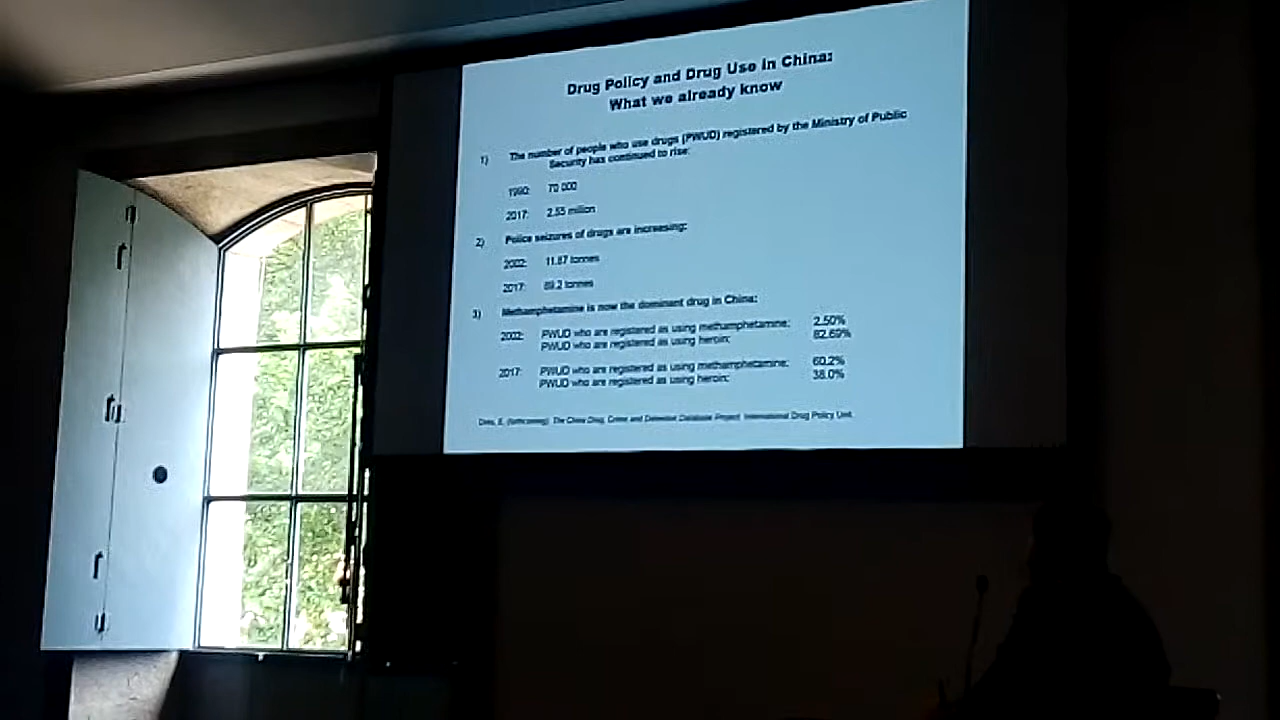 Drug Policy and Drug Use in China:
What we already know
1) The number of people who use drugs (PWUD) registered by the Ministry of Public
Security has continued to rise:
1990: 70 000
2017: 2.55 million
2) Police seizures of drugs are increasing:
2002: 11.87 tonnes
2017: 89.2 tonnes
3) Methamphetamine is now the dominant drug in China:
2002: PWUD who are registered as using methamphetamine: 2.50%
PWUD who are registered as using heroin: 82.69%
2017: PWUD who are registered as using methamphetamine: 60.2%
PWUD who are registered as using heroin: 38.0%
E. (forthcoming). The China Drug, Crime and Detention Database Project. International Drug Policy Unit.